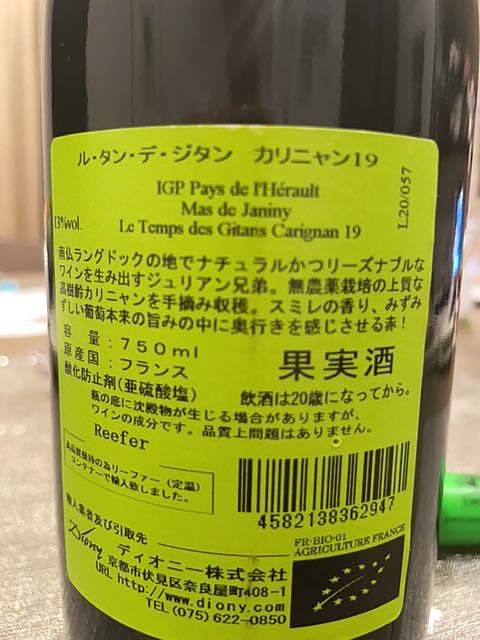 ル・タン・デ・ジタン カリニャン19
IGP Pays de l'Hérault
Mas de Janiny
Le Temps des Gitans Carignan 19
13%vol.
L20/057
南仏ラングドックの地でナチュラルかつリーズナブルな
ワインを生み出すジュリアン兄弟。無農薬栽培の上質な
高樹齢カリニャンを手摘み収穫。スミレの香り、みずみ
ずしい葡萄本来の旨みの中に奥行きを感じさせる赤!
容 量:750ml
原産国:フランス
酸化防止剤(亜硫酸塩)
果実酒
飲酒は20歳になってから。
瓶の底に沈殿物が生じる場合がありますが、
ワインの成分です。品質上問題はありません。
Reefer
高品質保持の為リーファー(定温)
コンテナーで輸入致しました。
4582138362947
輸入業者及び引取先
Diony ディオニー株式会社
京都市伏見区奈良屋町408-1
URL http://www.diony.com
TEL(075)622-0850
FR-BIO-01
AGRICULTURE FRANCE